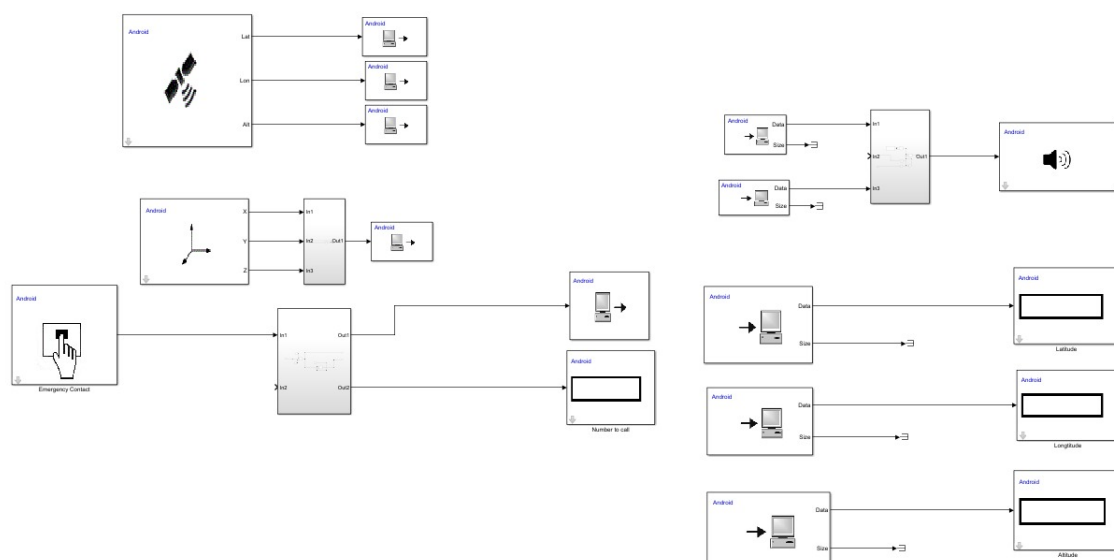 Android
Lat
Lon
Alt
Android
Android
Android
Android
X
Y
Z
In1
In2
In3
Out1
Android
Android
Emergency Contact
In1
In2
Out1
Out2
Android
Android
Number to call
Android
Data
Size
Android
Data
Size
In1
In2
In3
Out1
Android
Android
Data
Size
Android
Latitude
Android
Data
Size
Android
Longtitude
Android
Data
Size
Android
Altitude